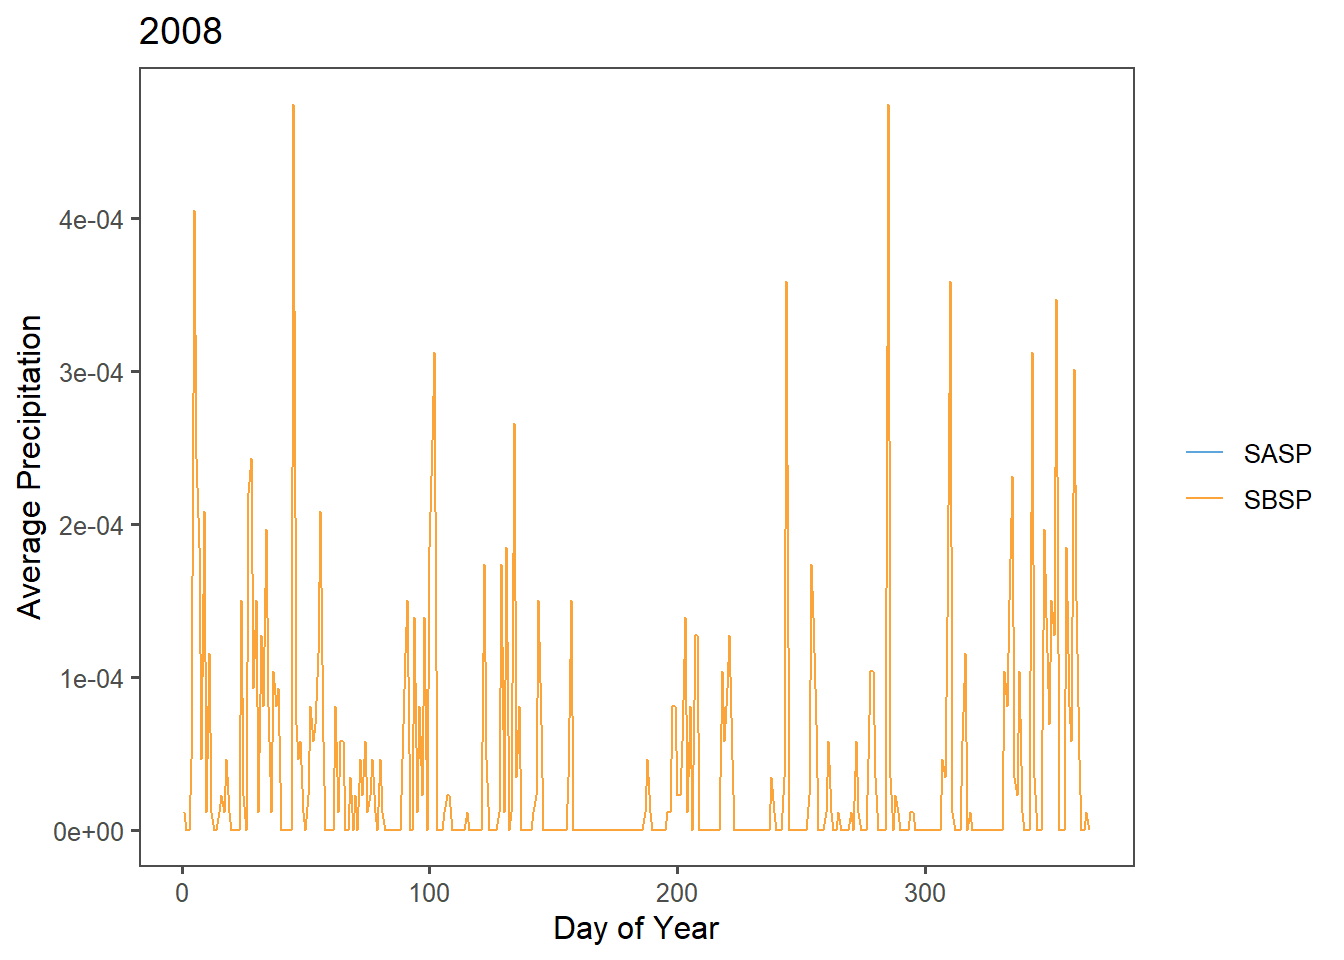 2008
Average Precipitation
4e-04
3e-04
2e-04
1e-04
0e+00
0
100
200
300
Day of Year
SASP
SBSP